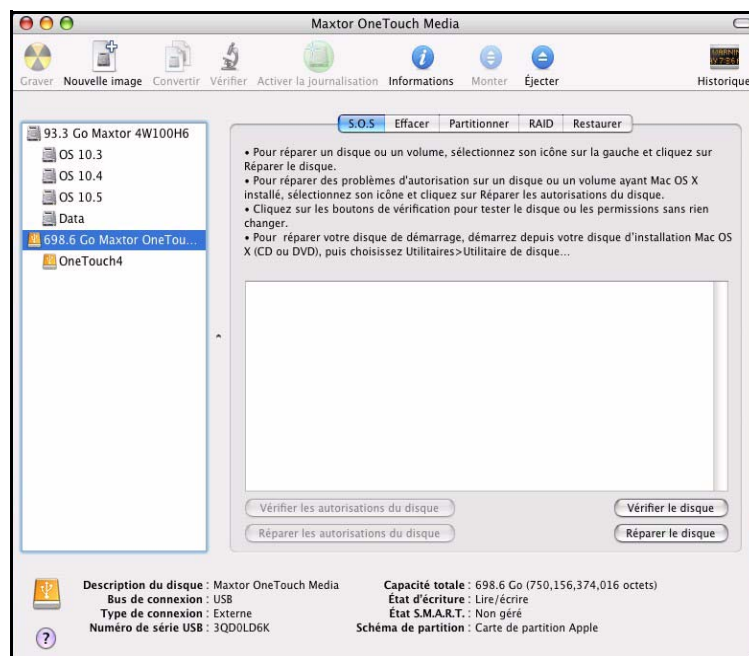 Maxtor OneTouch Media
Graver Nouvelle image Convertir Vérifier Activer la journalisation Informations Monter Éjecter Historique
93.3 Go Maxtor 4W100H6
OS 10.3
OS 10.4
OS 10.5
Data
698.6 Go Maxtor OneTou...
OneTouch4
S.O.S Effacer Partitionner RAID Restaurer
• Pour réparer un disque ou un volume, sélectionnez son icône sur la gauche et cliquez sur
Réparer le disque.
• Pour réparer des problèmes d'autorisation sur un disque ou un volume ayant Mac OS X
installé, sélectionnez son icône et cliquez sur Réparer les autorisations du disque.
• Cliquez sur les boutons de vérification pour tester le disque ou les permissions sans rien
changer.
• Pour réparer votre disque de démarrage, démarrez depuis votre disque d'installation Mac OS
X (CD ou DVD), puis choisissez Utilitaires>Utilitaire de disque...
Vérifier les autorisations du disque Vérifier le disque
Réparer les autorisations du disque Réparer le disque
Description du disque : Maxtor OneTouch Media Capacité totale : 698.6 Go (750,156,374,016 octets)
Bus de connexion : USB État d'écriture : Lire/écrire
Type de connexion : Externe État S.M.A.R.T. : Non géré
Numéro de série USB : 3QD0LD6K Schéma de partition : Carte de partition Apple
?